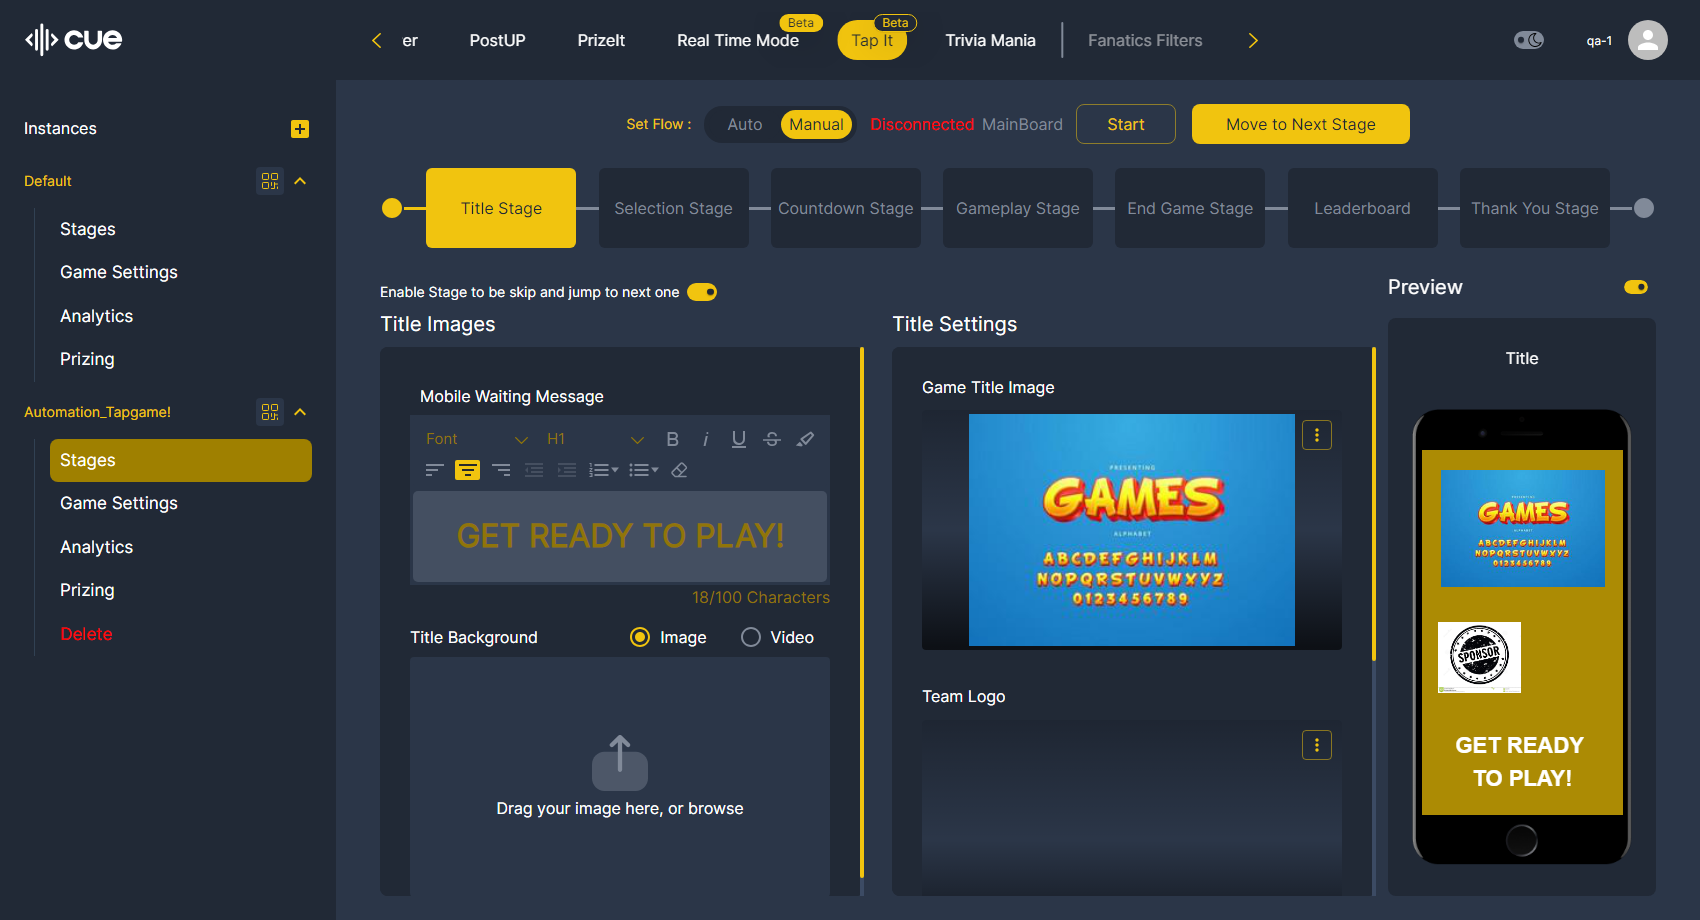 cue
er
PostUP
PrizeIt
Real Time Mode
Beta
Tap It
Beta
Trivia Mania
Fanatics Filters
qa-1
Instances
Default
Stages
Game Settings
Analytics
Prizing
Automation_Tapgame!
Stages
Game Settings
Analytics
Prizing
Delete
Set Flow :
Auto
Manual
Disconnected
MainBoard
Start
Move to Next Stage
Title Stage
Selection Stage
Countdown Stage
Gameplay Stage
End Game Stage
Leaderboard
Thank You Stage
Enable Stage to be skip and jump to next one
Title Images
Mobile Waiting Message
Font
H1
B
i
U
S
GET READY TO PLAY!
18/100 Characters
Title Background
Image
Video
Drag your image here, or browse
Title Settings
Game Title Image
PRESENTING
GAMES
ALPHABET
ABCDEFGHIJKLM
NOPQRSTUVWXYZ
0123456789
Team Logo
Preview
Title
PRESENTING
GAMES
ALPHABET
ABCDEFGHIJKLM
NOPQRSTUVWXYZ
0123456789
SPONSOR
GET READY
TO PLAY!